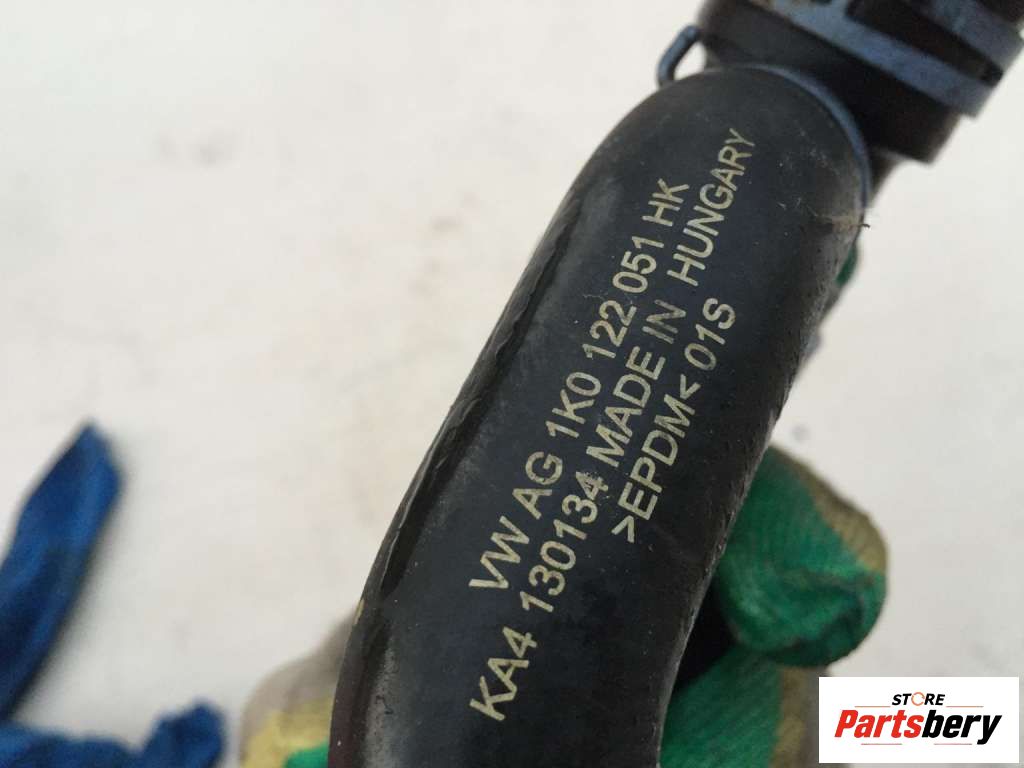 VW AG 1K0 122 051 HK
KA4 130134 MADE IN HUNGARY
>EPDM< 01S
STORE
Partsbery